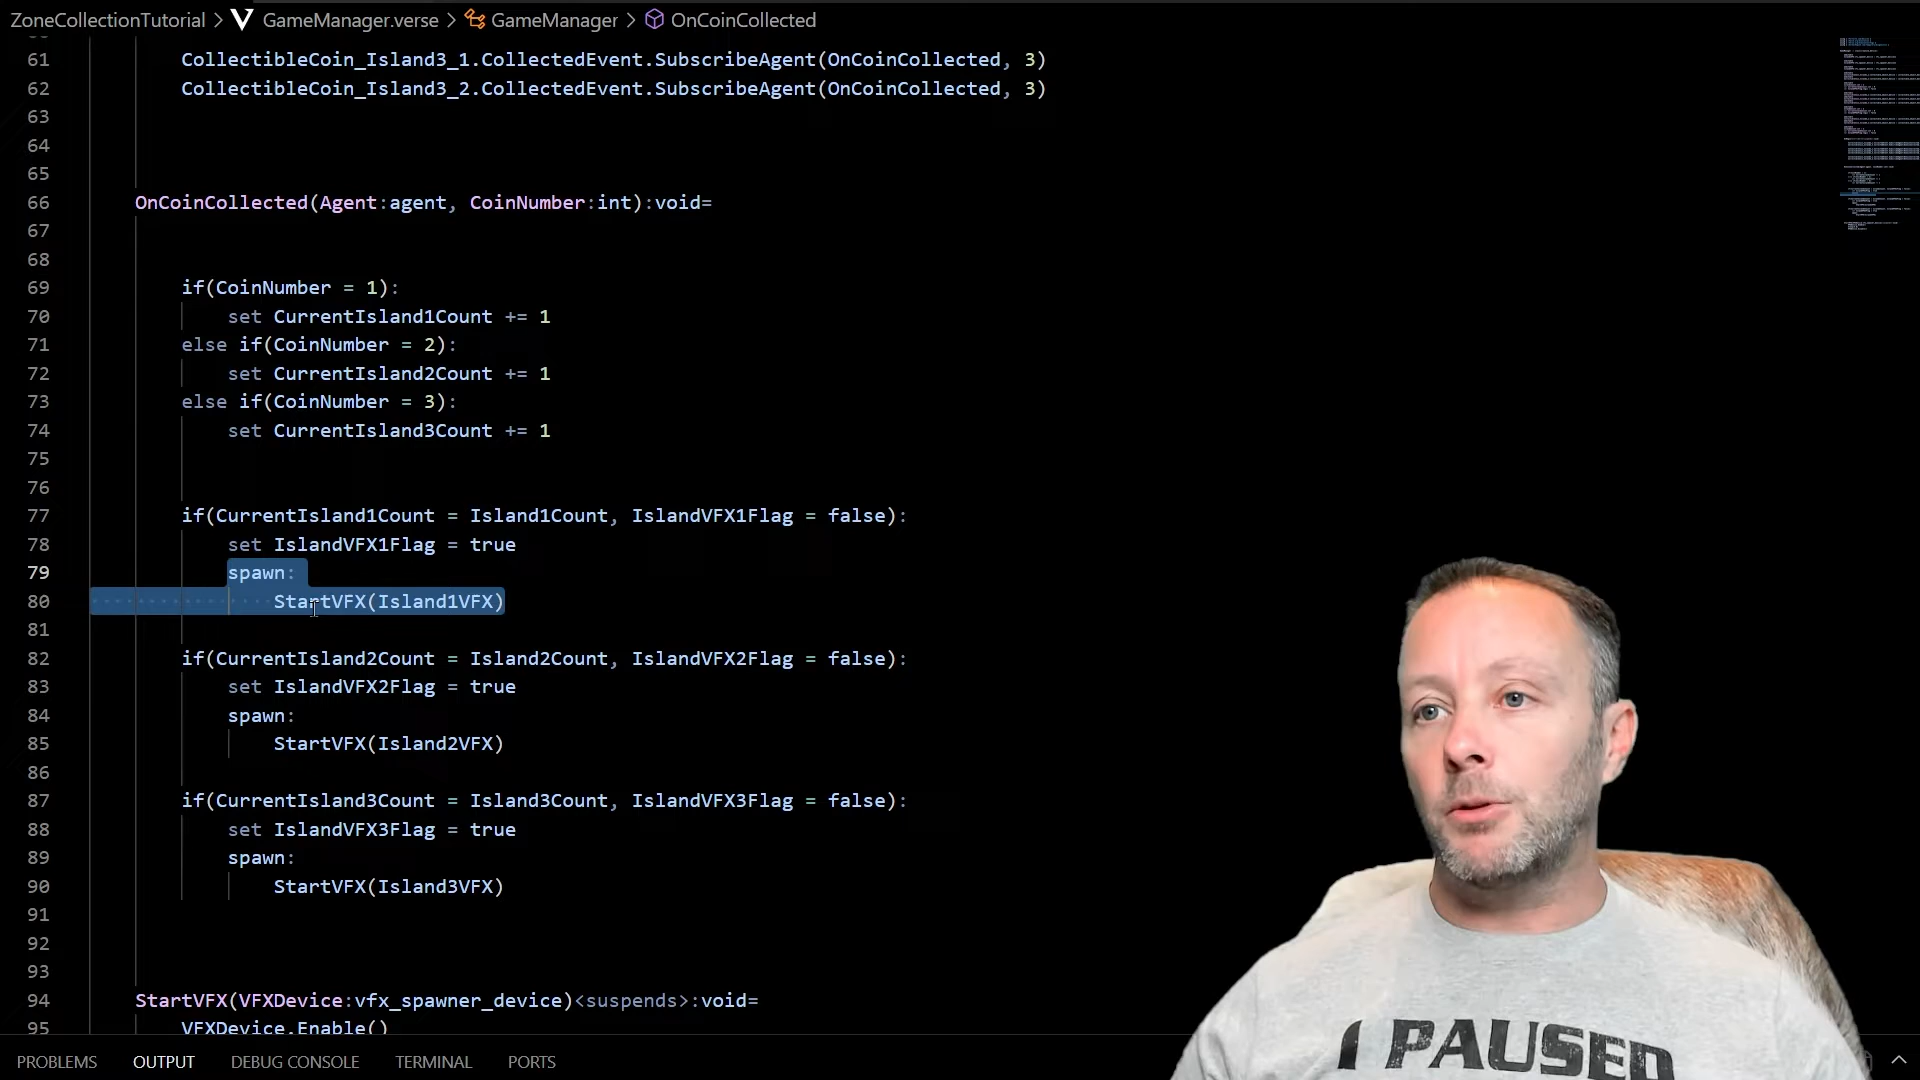 ZoneCollectionTutorial > GameManager.verse > GameManager > OnCoinCollected
61 CollectibleCoin_Island3_1.CollectedEvent.SubscribeAgent(OnCoinCollected, 3)
62 CollectibleCoin_Island3_2.CollectedEvent.SubscribeAgent(OnCoinCollected, 3)
63
64
65
66 OnCoinCollected(Agent:agent, CoinNumber:int):void=
67
68
69 if(CoinNumber = 1):
70 set CurrentIsland1Count += 1
71 else if(CoinNumber = 2):
72 set CurrentIsland2Count += 1
73 else if(CoinNumber = 3):
74 set CurrentIsland3Count += 1
75
76
77 if(CurrentIsland1Count = Island1Count, IslandVFX1Flag = false):
78 set IslandVFX1Flag = true
79 spawn:
80 StartVFX(Island1VFX)
81
82 if(CurrentIsland2Count = Island2Count, IslandVFX2Flag = false):
83 set IslandVFX2Flag = true
84 spawn:
85 StartVFX(Island2VFX)
86
87 if(CurrentIsland3Count = Island3Count, IslandVFX3Flag = false):
88 set IslandVFX3Flag = true
89 spawn:
90 StartVFX(Island3VFX)
91
92
93
94 StartVFX(VFXDevice:vfx_spawner_device)<suspends>:void=
95 VFXDevice.Enable()
PROBLEMS OUTPUT DEBUG CONSOLE TERMINAL PORTS
I PAUSED